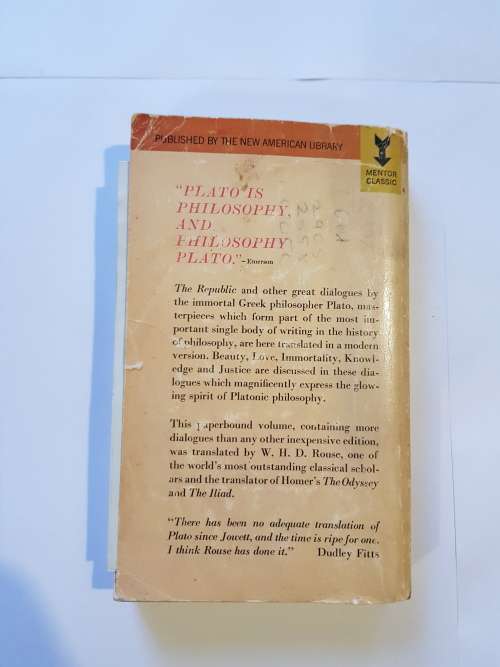 PUBLISHED BY THE NEW AMERICAN LIBRARY
MENTOR
CLASSIC
"PLATO IS
PHILOSOPHY,
AND
PHILOSOPHY
PLATO."—Emerson
The Republic and other great dialogues by
the immortal Greek philosopher Plato, mas-
terpieces which form part of the most im-
portant single body of writing in the history
of philosophy, are here translated in a modern
version. Beauty, Love, Immortality, Knowl-
edge and Justice are discussed in these dia-
logues which magnificently express the glow-
ing spirit of Platonic philosophy.
This paperbound volume, containing more
dialogues than any other inexpensive edition,
was translated by W. H. D. Rouse, one of
the world's most outstanding classical schol-
ars and the translator of Homer's The Odyssey
and The Iliad.
"There has been no adequate translation of
Plato since Jowett, and the time is ripe for one.
I think Rouse has done it." Dudley Fitts